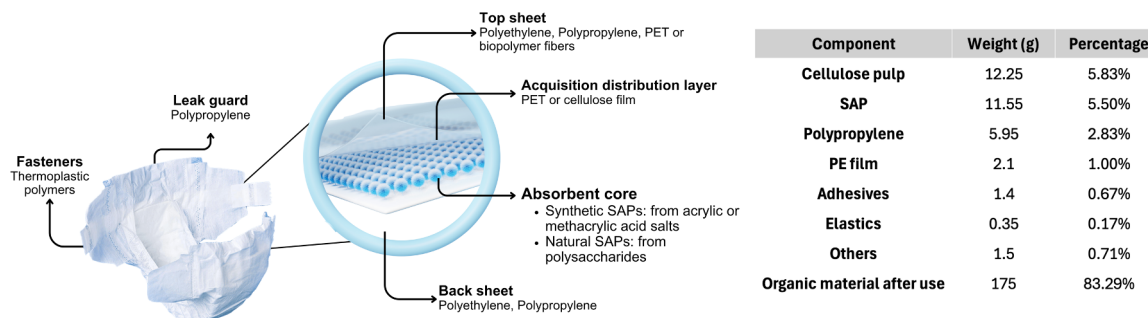 Top sheet
Polyethylene, Polypropylene, PET or
biopolymer fibers
Acquisition distribution layer
PET or cellulose film
Leak guard
Polypropylene
Fasteners
Thermoplastic
polymers
Absorbent core
• Synthetic SAPs: from acrylic or
methacrylic acid salts
• Natural SAPs: from
polysaccharides
Back sheet
Polyethylene, Polypropylene
Component Weight (g) Percentage
Cellulose pulp 12.25 5.83%
SAP 11.55 5.50%
Polypropylene 5.95 2.83%
PE film 2.1 1.00%
Adhesives 1.4 0.67%
Elastics 0.35 0.17%
Others 1.5 0.71%
Organic material after use 175 83.29%